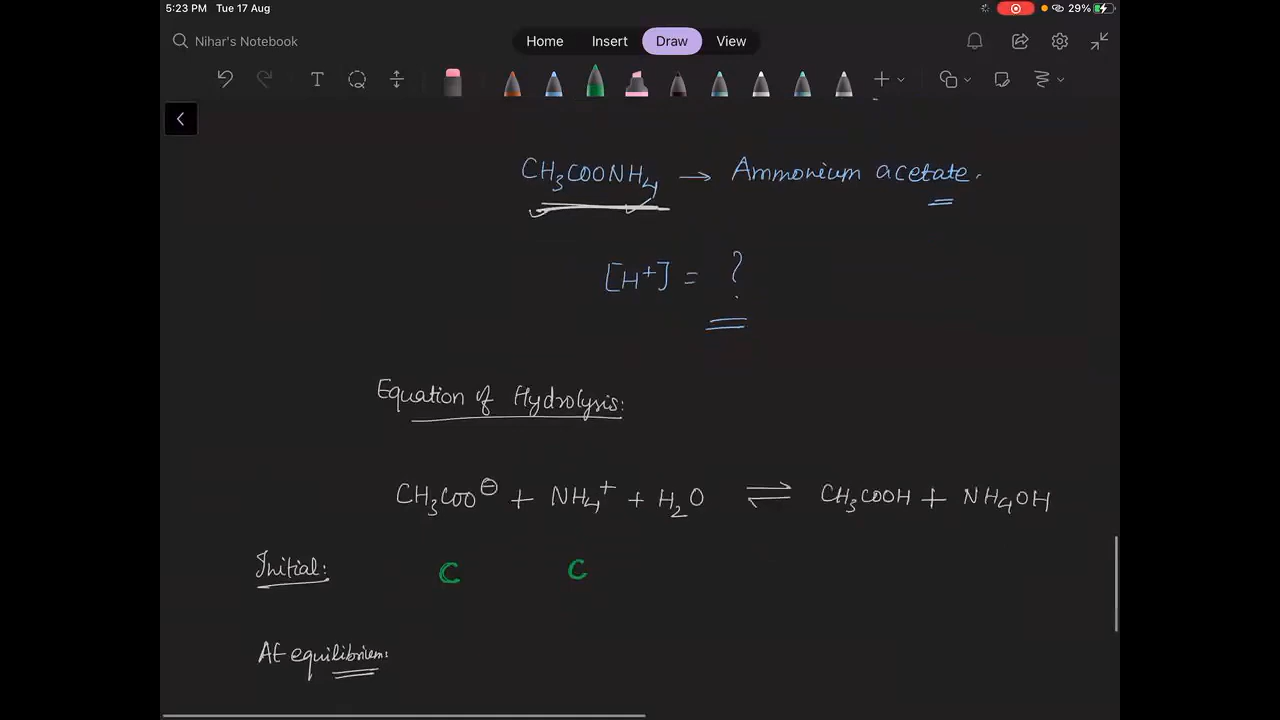 5:23 PM Tue 17 Aug 29%
Nihar's Notebook Home Insert Draw View
CH₃COONH₄ → Ammonium acetate.
[H⁺] = ?
Equation of Hydrolysis:
CH₃COO⊖ + NH₄⁺ + H₂O ⇌ CH₃COOH + NH₄OH
Initial: C C
At equilibrium: